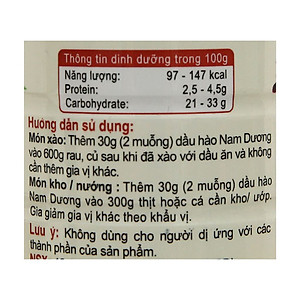 Thông tin dinh dưỡng trong 100g
Năng lượng: 97 - 147 kcal
Protein: 2,5 - 4,5g
Carbohydrate: 21 - 33 g
Hướng dẫn sử dụng:
Món xào: Thêm 30g (2 muỗng) dầu hào Nam Dương
vào 600g rau, củ sau khi đã xào với dầu ăn và không
cần thêm gia vị khác.
Món kho / nướng : Thêm 30g (2 muỗng) dầu hào
Nam Dương vào 300g thịt hoặc cá cần kho/ ướp.
Gia giảm gia vị khác theo khẩu vị.
Lưu ý: Không dùng cho người dị ứng với các
thành phần của sản phẩm.